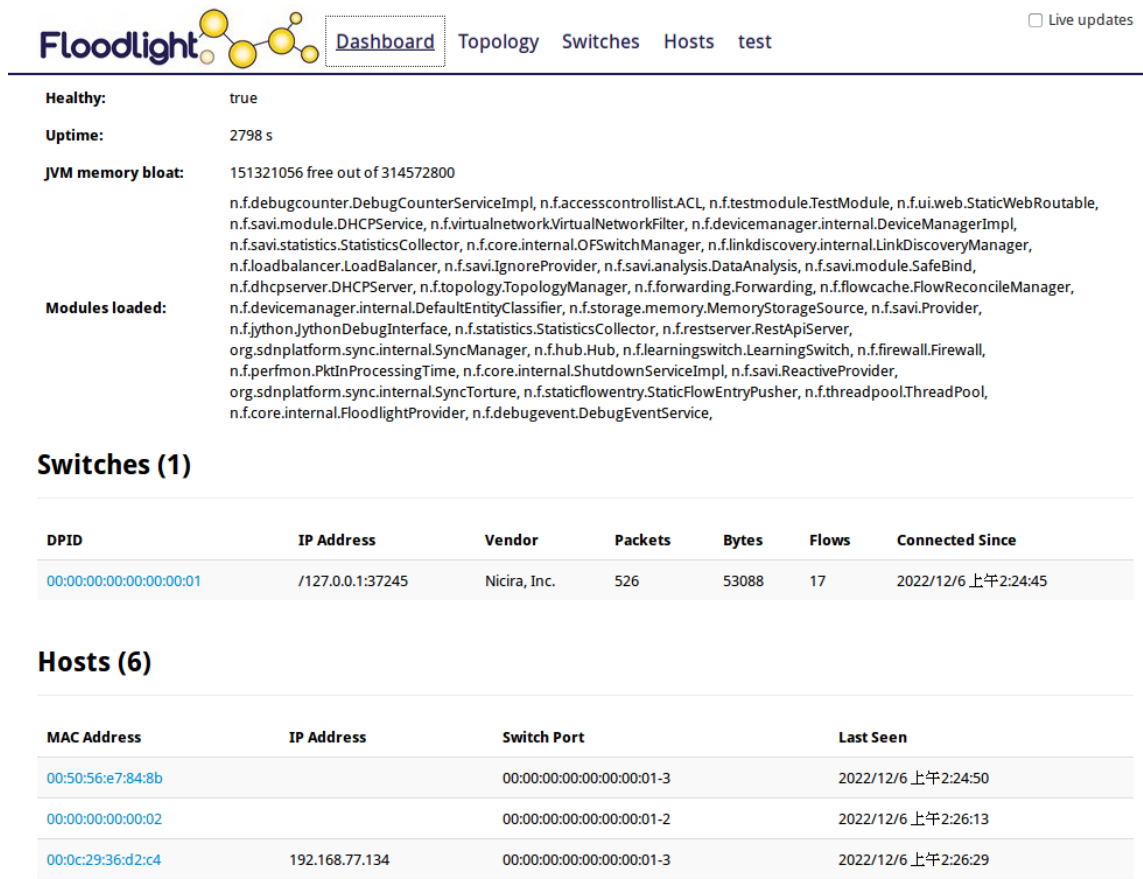 Floodlight Dashboard Topology Switches Hosts test Live updates
Healthy: true
Uptime: 2798 s
JVM memory bloat: 151321056 free out of 314572800
Modules loaded: n.f.debugcounter.DebugCounterServiceImpl, n.f.accesscontrollist.ACL, n.f.testmodule.TestModule, n.f.ui.web.StaticWebRoutable,
n.f.savi.module.DHCPService, n.f.virtualnetwork.VirtualNetworkFilter, n.f.devicemanager.internal.DeviceManagerImpl,
n.f.savi.statistics.StatisticsCollector, n.f.core.internal.OFSwitchManager, n.f.linkdiscovery.internal.LinkDiscoveryManager,
n.f.loadbalancer.LoadBalancer, n.f.savi.IgnoreProvider, n.f.savi.analysis.DataAnalysis, n.f.savi.module.SafeBind,
n.f.dhcpserver.DHCPServer, n.f.topology.TopologyManager, n.f.forwarding.Forwarding, n.f.flowcache.FlowReconcileManager,
n.f.devicemanager.internal.DefaultEntityClassifier, n.f.storage.memory.MemoryStorageSource, n.f.savi.Provider,
n.f.jython.JythonDebugInterface, n.f.statistics.StatisticsCollector, n.f.restserver.RestApiServer,
org.sdnplatform.sync.internal.SyncManager, n.f.hub.Hub, n.f.learningswitch.LearningSwitch, n.f.firewall.Firewall,
n.f.perfmon.PktInProcessingTime, n.f.core.internal.ShutdownServiceImpl, n.f.savi.ReactiveProvider,
org.sdnplatform.sync.internal.SyncTorture, n.f.staticflowentry.StaticFlowEntryPusher, n.f.threadpool.ThreadPool,
n.f.core.internal.FloodlightProvider, n.f.debugevent.DebugEventService,
Switches (1)
DPID IP Address Vendor Packets Bytes Flows Connected Since
00:00:00:00:00:00:00:01 /127.0.0.1:37245 Nicira, Inc. 526 53088 17 2022/12/6 上午2:24:45
Hosts (6)
MAC Address IP Address Switch Port Last Seen
00:50:56:e7:84:8b 00:00:00:00:00:00:00:01-3 2022/12/6 上午2:24:50
00:00:00:00:00:02 00:00:00:00:00:00:00:01-2 2022/12/6 上午2:26:13
00:0c:29:36:d2:c4 192.168.77.134 00:00:00:00:00:00:00:01-3 2022/12/6 上午2:26:29